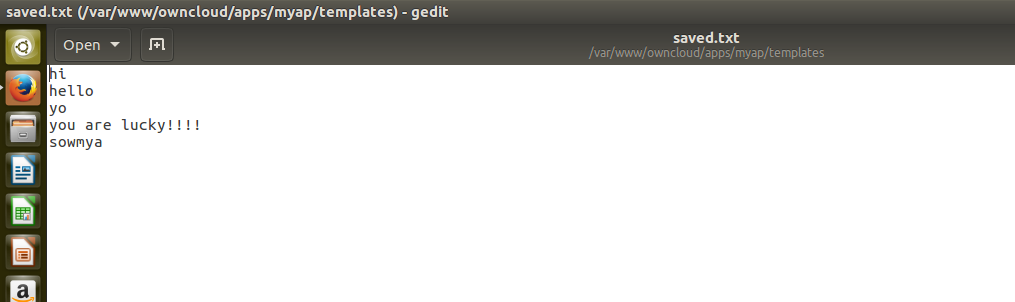 saved.txt (/var/www/owncloud/apps/myap/templates) - gedit
Open
saved.txt
/var/www/owncloud/apps/myap/templates
hi
hello
yo
you are lucky!!!!
sowmya
a